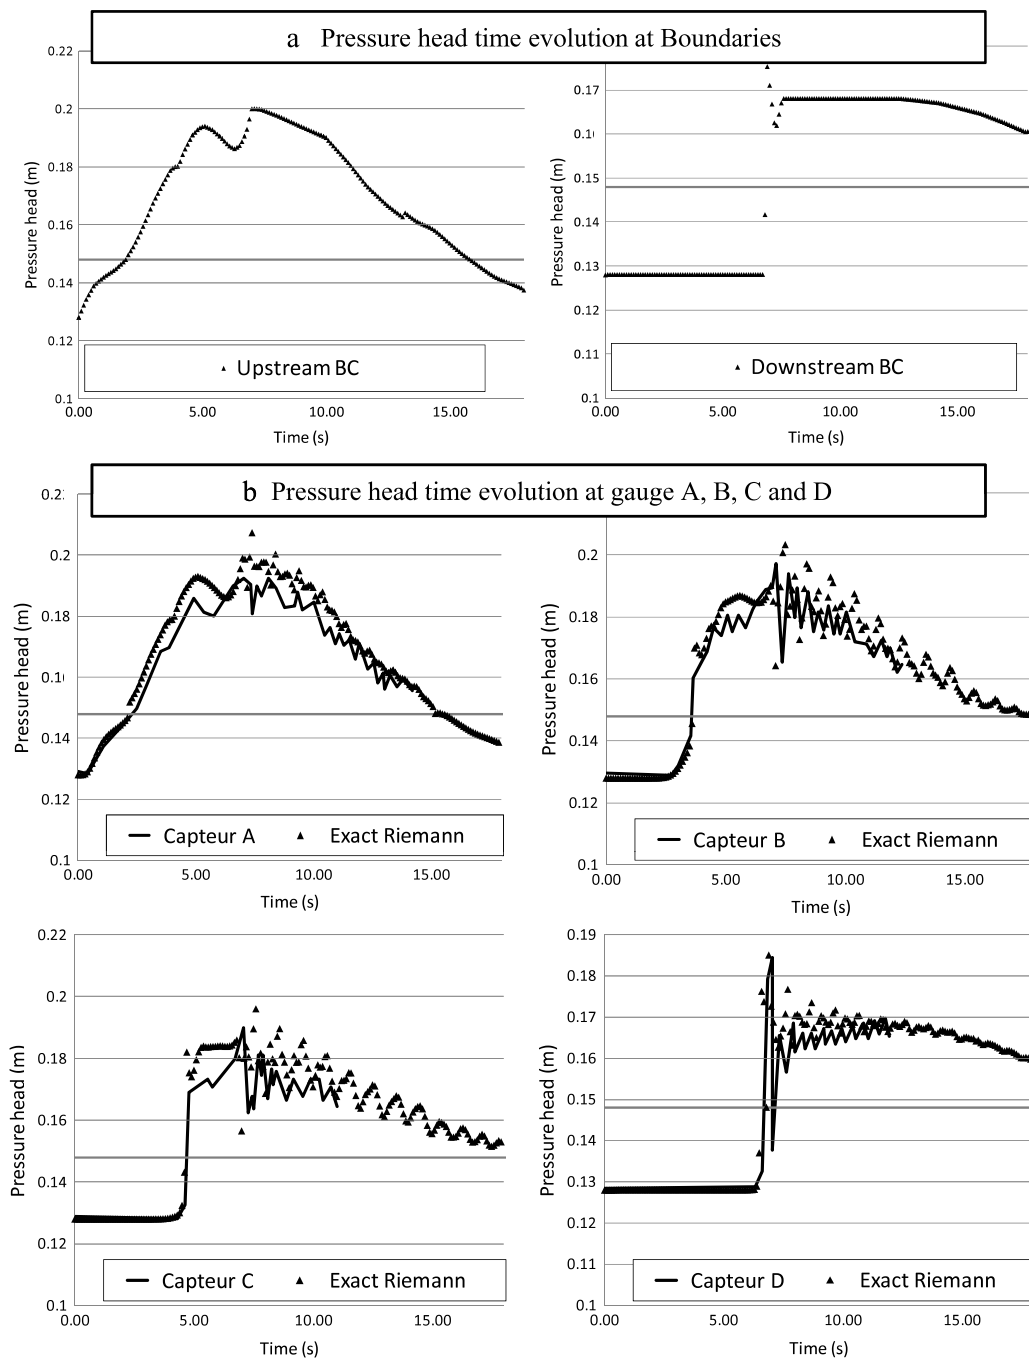 a Pressure head time evolution at Boundaries
0.22
0.2
0.18
0.16
0.14
0.12
0.1
Pressure head (m)
0.00
5.00
10.00
15.00
Time (s)
Upstream BC
0.17
0.15
0.14
0.13
0.12
0.11
0.1
Pressure head (m)
0.00
5.00
10.00
15.00
Time (s)
Downstream BC
b Pressure head time evolution at gauge A, B, C and D
0.2
0.18
0.14
0.12
0.1
Pressure head (m)
0.00
5.00
10.00
15.00
Time (s)
Capteur A
Exact Riemann
0.2
0.18
0.16
0.14
0.12
0.1
Pressure head (m)
0.00
5.00
10.00
15.00
Time (s)
Capteur B
Exact Riemann
0.22
0.2
0.18
0.16
0.14
0.12
0.1
Pressure head (m)
0.00
5.00
10.00
15.00
Time (s)
Capteur C
Exact Riemann
0.19
0.18
0.17
0.16
0.15
0.14
0.13
0.12
0.11
0.1
Pressure head (m)
0.00
5.00
10.00
15.00
Time (s)
Capteur D
Exact Riemann